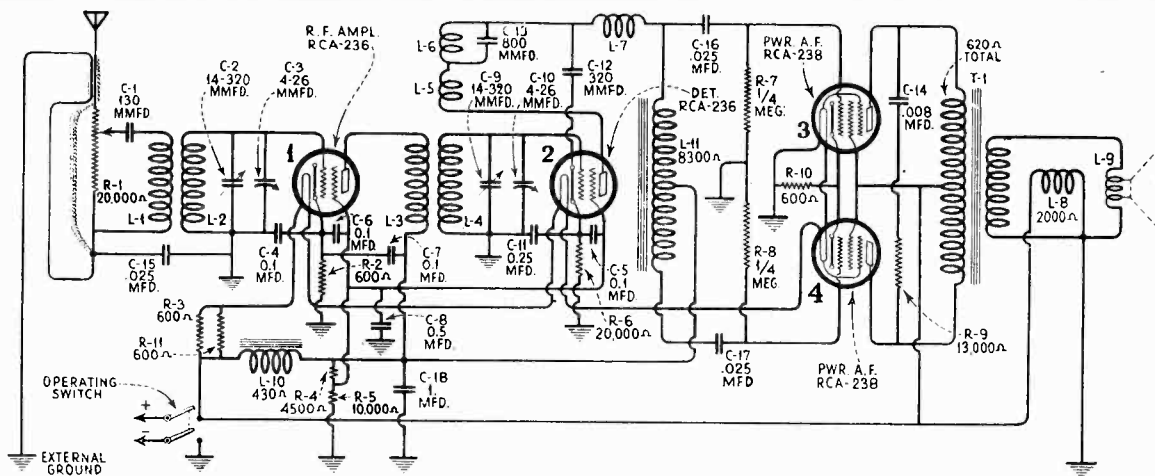 R.F. AMPL.
RCA-236
C-1
130
MMFD.
C-2
14-320
MMFD.
C-3
4-26
MMFD.
R-1
20,000Ω
L-1
L-2
1
C-15
.025
MFD.
C-4
0.1
MFD.
C-6
0.1
MFD.
R-2
600Ω
L-3
C-7
0.1
MFD.
L-6
L-5
C-13
800
MMFD.
C-9
14-320
MMFD.
C-10
4-26
MMFD.
L-7
C-12
320
MMFD.
DET.
RCA-236
2
L-4
C-11
0.25
MFD.
C-5
0.1
MFD.
R-6
20,000Ω
C-8
0.5
MFD.
C-16
.025
MFD.
L-11
8300Ω
R-7
1/4
MEG.
R-8
1/4
MEG.
C-17
.025
MFD
PWR. A.F.
RCA-238
3
R-10
600Ω
4
PWR. A.F.
RCA-238
C-14
.008
MFD.
620Ω
TOTAL
T-1
R-9
13,000Ω
L-8
2000Ω
L-9
R-3
600Ω
R-11
600Ω
L-10
430Ω
R-4
4500Ω
R-5
10,000Ω
C-18
1.
MFD.
OPERATING
SWITCH
+
-
EXTERNAL
GROUND